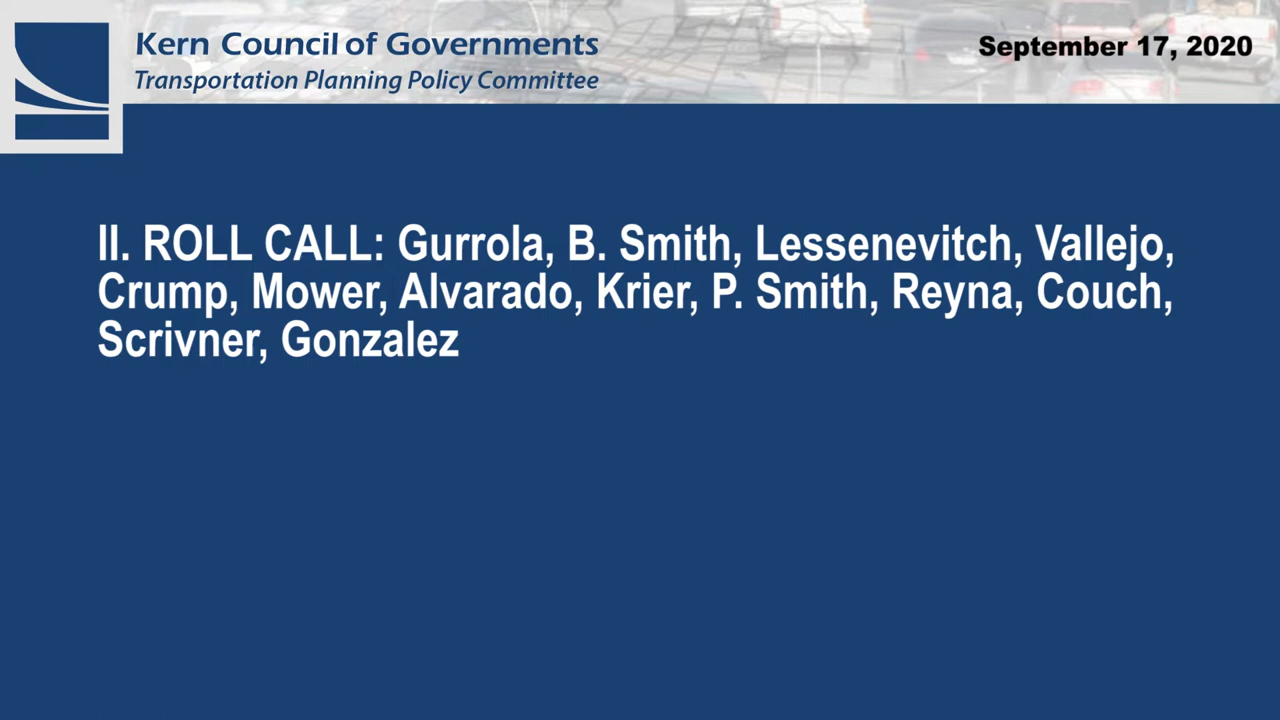 Kern Council of Governments
Transportation Planning Policy Committee
September 17, 2020
II. ROLL CALL: Gurrola, B. Smith, Lessenevitch, Vallejo,
Crump, Mower, Alvarado, Krier, P. Smith, Reyna, Couch,
Scrivner, Gonzalez